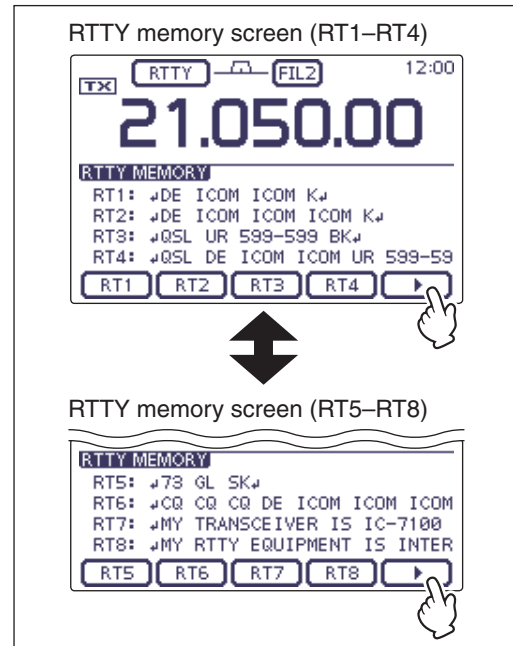 RTTY memory screen (RT1–RT4)
RTTY FIL2 12:00
TX
21.050.00
RTTY MEMORY
RT1: ↲DE ICOM ICOM K↲
RT2: ↲DE ICOM ICOM ICOM K↲
RT3: ↲QSL UR 599-599 BK↲
RT4: ↲QSL DE ICOM ICOM UR 599-59
RT1 RT2 RT3 RT4
RTTY memory screen (RT5–RT8)
RTTY MEMORY
RT5: ↲73 GL SK↲
RT6: ↲CQ CQ CQ DE ICOM ICOM ICOM
RT7: ↲MY TRANSCEIVER IS IC-7100
RT8: ↲MY RTTY EQUIPMENT IS INTER
RT5 RT6 RT7 RT8